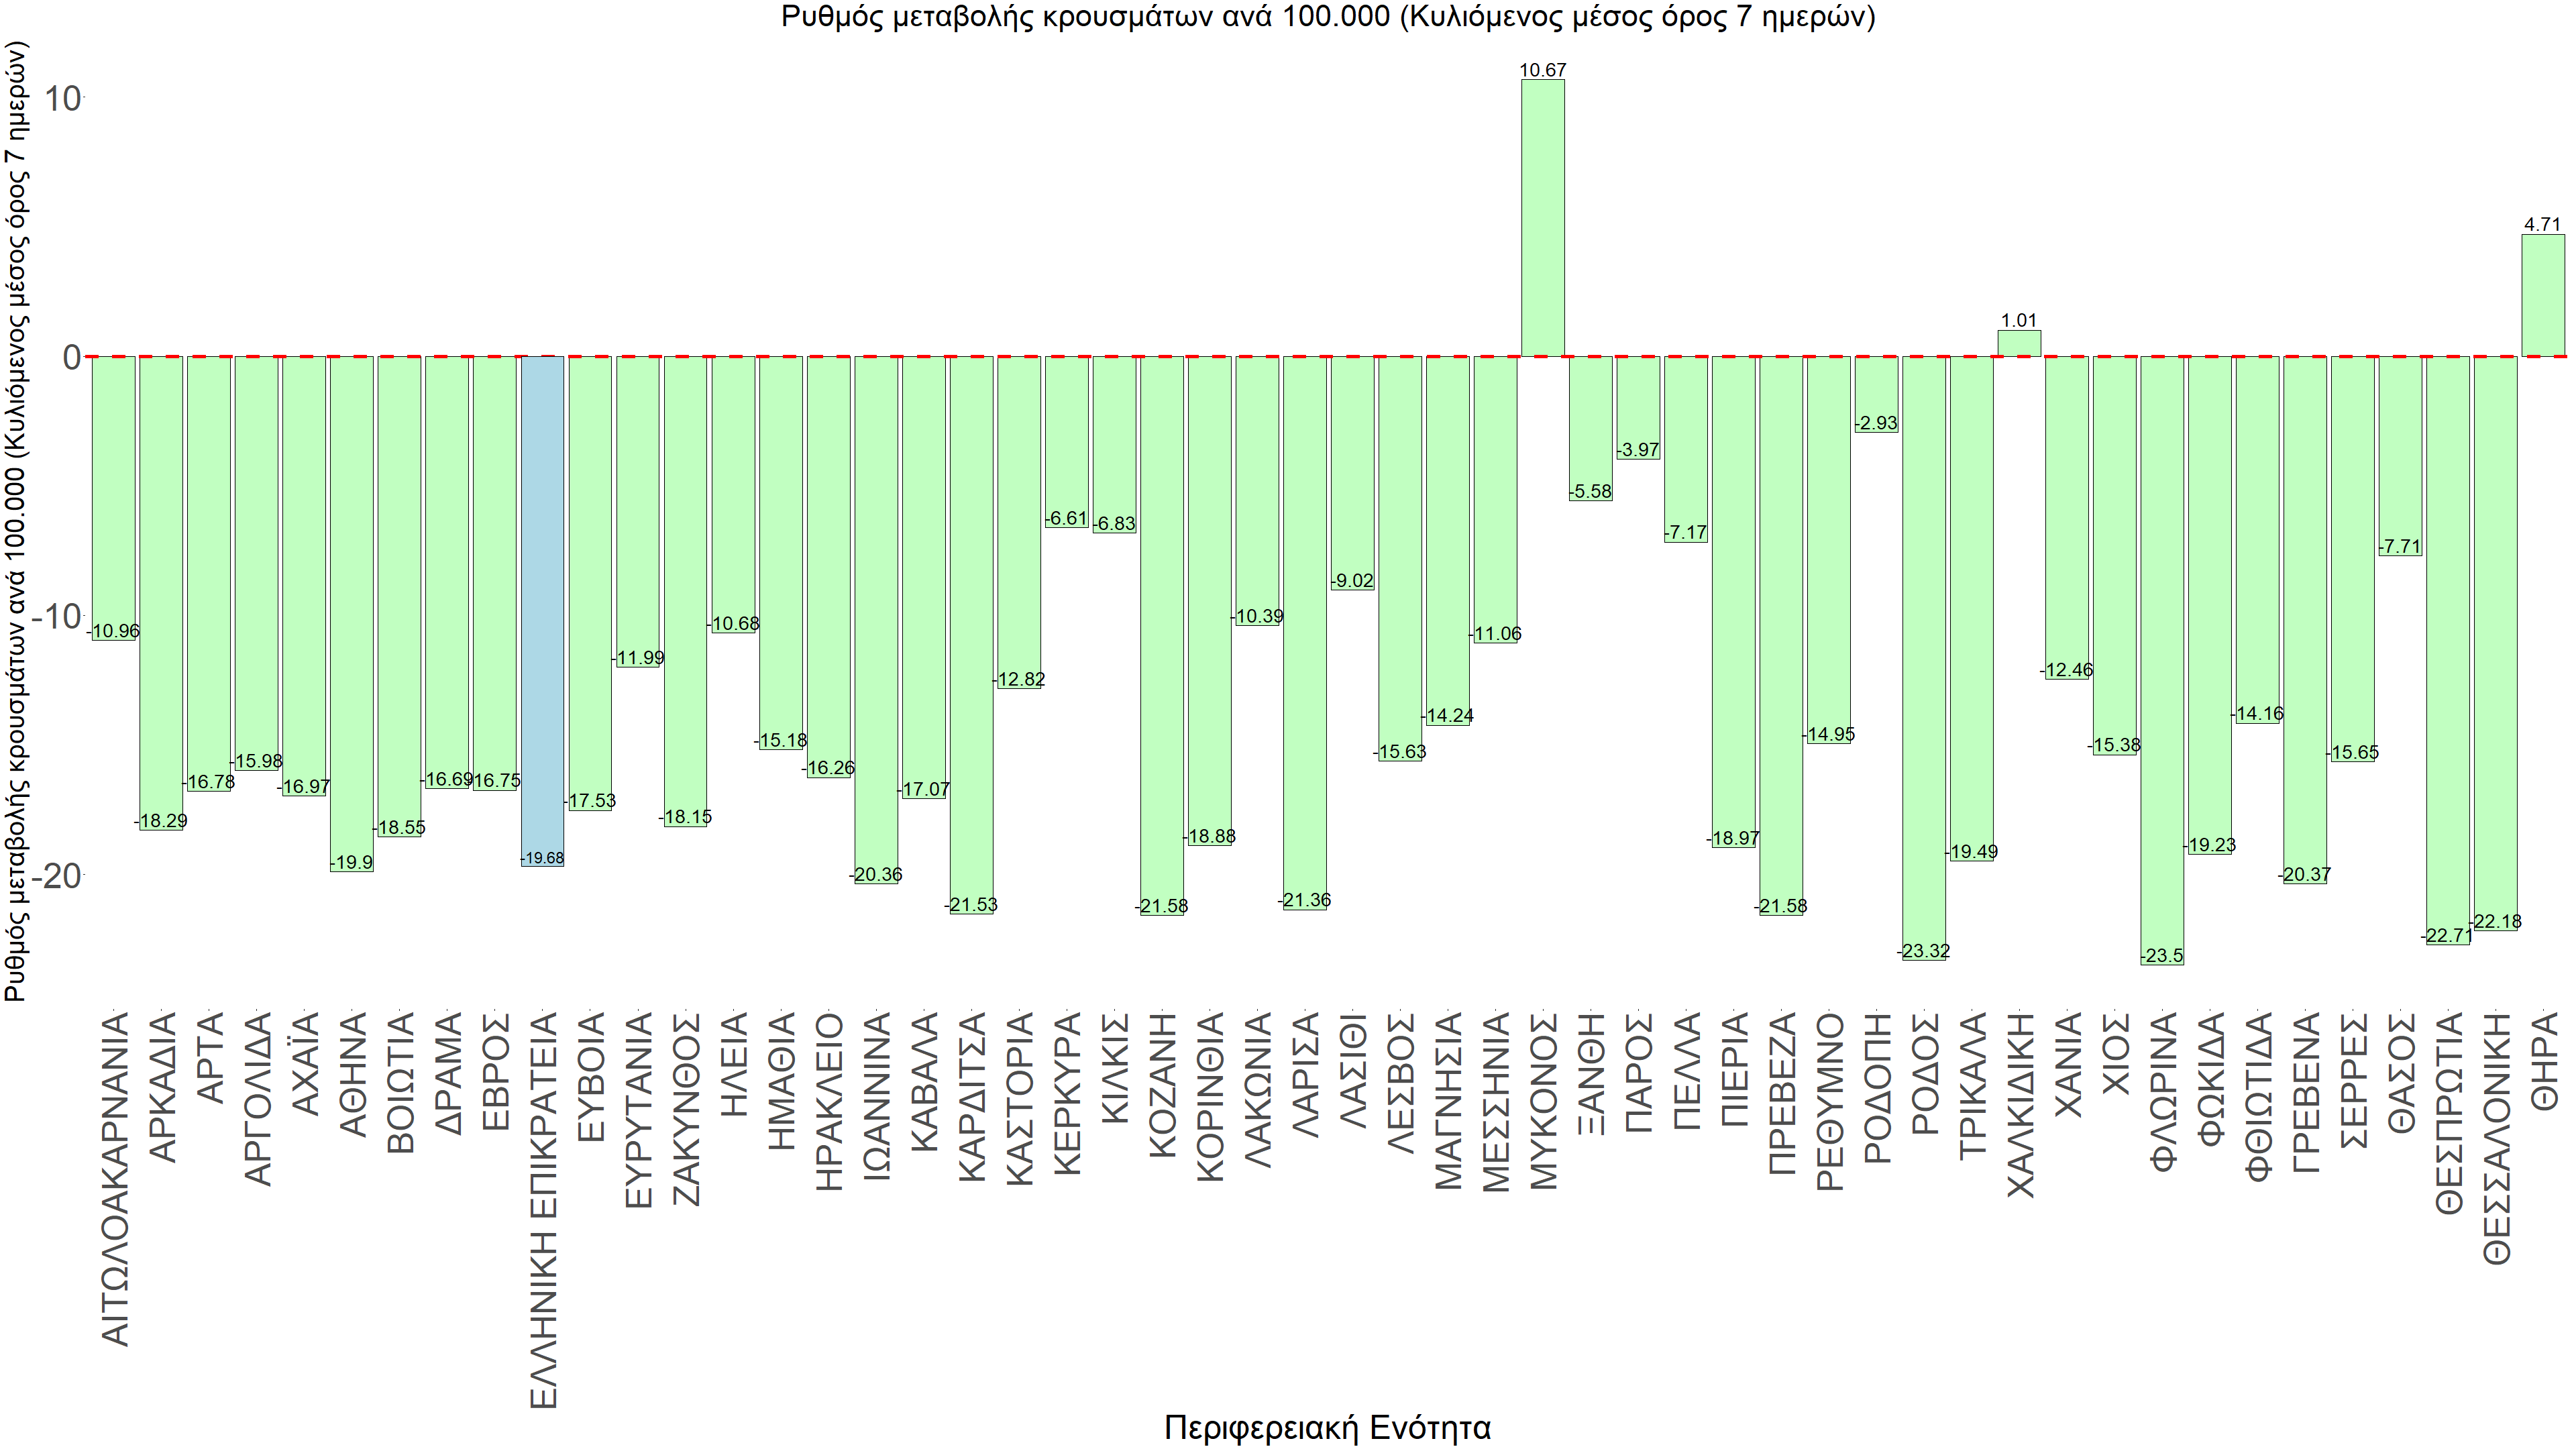 Ρυθμός μεταβολής κρουσμάτων ανά 100.000 (Κυλιόμενος μέσος όρος 7 ημερών)
Ρυθμός μεταβολής κρουσμάτων ανά 100.000 (Κυλιόμενος μέσος όρος 7 ημερών)
10
0
-10
-20
-10.96
-18.29
-16.78
-15.98
-16.97
-19.9
-18.55
-16.69
-16.75
-19.68
-17.53
-11.99
-18.15
-10.68
-15.18
-16.26
-20.36
-17.07
-21.53
-12.82
-6.61
-6.83
-21.58
-18.88
-10.39
-21.36
-9.02
-15.63
-14.24
-11.06
10.67
-5.58
-3.97
-7.17
-18.97
-21.58
-14.95
-2.93
-23.32
-19.49
1.01
-12.46
-15.38
-23.5
-19.23
-14.16
-20.37
-15.65
-7.71
-22.71
-22.18
4.71
ΑΙΤΩΛΟΑΚΑΡΝΑΝΙΑ
ΑΡΚΑΔΙΑ
ΑΡΤΑ
ΑΡΓΟΛΙΔΑ
ΑΧΑΪΑ
ΑΘΗΝΑ
ΒΟΙΩΤΙΑ
ΔΡΑΜΑ
ΕΒΡΟΣ
ΕΛΛΗΝΙΚΗ ΕΠΙΚΡΑΤΕΙΑ
ΕΥΒΟΙΑ
ΕΥΡΥΤΑΝΙΑ
ΖΑΚΥΝΘΟΣ
ΗΛΕΙΑ
ΗΜΑΘΙΑ
ΗΡΑΚΛΕΙΟ
ΙΩΑΝΝΙΝΑ
ΚΑΒΑΛΑ
ΚΑΡΔΙΤΣΑ
ΚΑΣΤΟΡΙΑ
ΚΕΡΚΥΡΑ
ΚΙΛΚΙΣ
ΚΟΖΑΝΗ
ΚΟΡΙΝΘΙΑ
ΛΑΚΩΝΙΑ
ΛΑΡΙΣΑ
ΛΑΣΙΘΙ
ΛΕΣΒΟΣ
ΜΑΓΝΗΣΙΑ
ΜΕΣΣΗΝΙΑ
ΜΥΚΟΝΟΣ
ΞΑΝΘΗ
ΠΑΡΟΣ
ΠΕΛΛΑ
ΠΙΕΡΙΑ
ΠΡΕΒΕΖΑ
ΡΕΘΥΜΝΟ
ΡΟΔΟΠΗ
ΡΟΔΟΣ
ΤΡΙΚΑΛΑ
ΧΑΛΚΙΔΙΚΗ
ΧΑΝΙΑ
ΧΙΟΣ
ΦΛΩΡΙΝΑ
ΦΩΚΙΔΑ
ΦΘΙΩΤΙΔΑ
ΓΡΕΒΕΝΑ
ΣΕΡΡΕΣ
ΘΑΣΟΣ
ΘΕΣΠΡΩΤΙΑ
ΘΕΣΣΑΛΟΝΙΚΗ
ΘΗΡΑ
Περιφερειακή Ενότητα